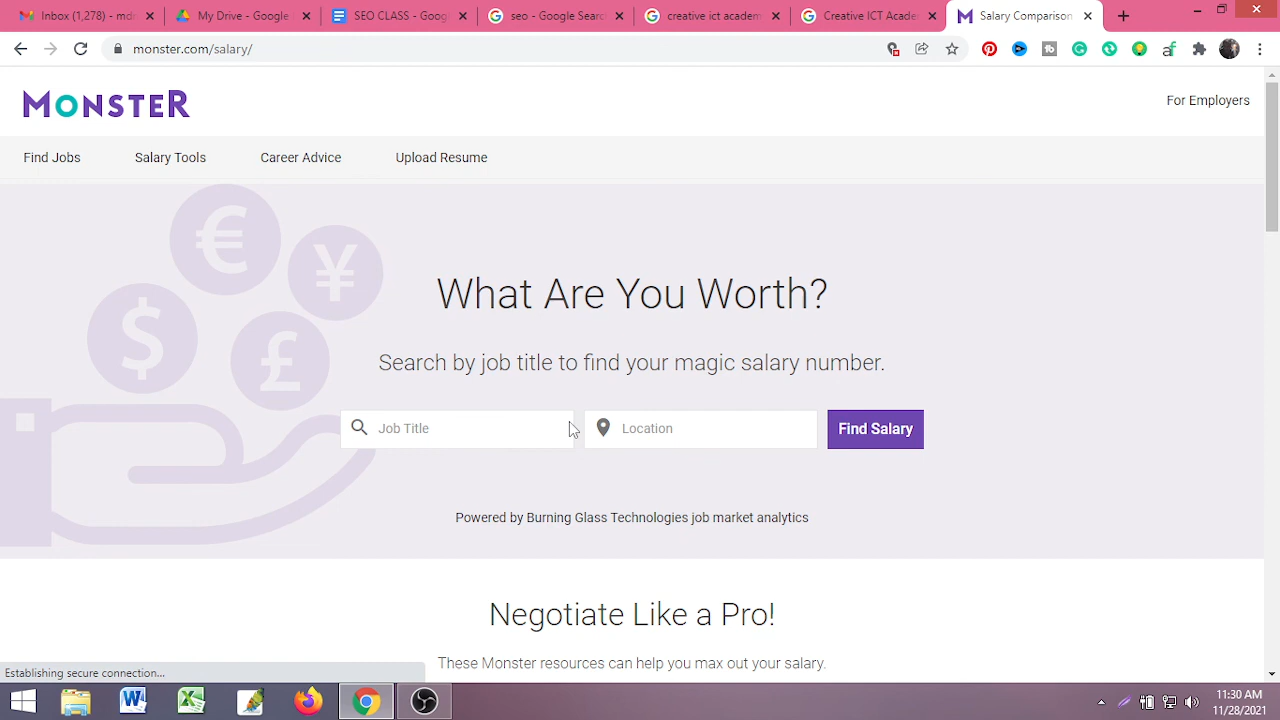 Inbox (1,278) - mdr
My Drive - Google
SEO CLASS - Goog
seo - Google Searc
creative ict academ
Creative ICT Acade
Salary Comparison
monster.com/salary/
MONSTER
For Employers
Find Jobs
Salary Tools
Career Advice
Upload Resume
What Are You Worth?
Search by job title to find your magic salary number.
Job Title
Location
Find Salary
Powered by Burning Glass Technologies job market analytics
Negotiate Like a Pro!
These Monster resources can help you max out your salary.
Establishing secure connection...
11:30 AM
11/28/2021